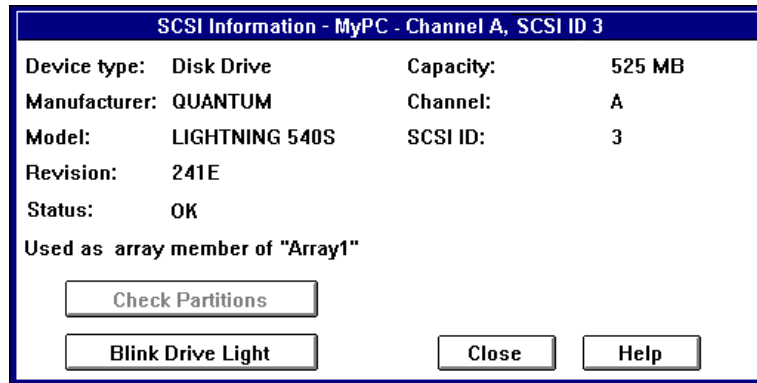 SCSI Information - MyPC - Channel A, SCSI ID 3
Device type: Disk Drive Capacity: 525 MB
Manufacturer: QUANTUM Channel: A
Model: LIGHTNING 540S SCSI ID: 3
Revision: 241E
Status: OK
Used as array member of "Array1"
Check Partitions
Blink Drive Light Close Help